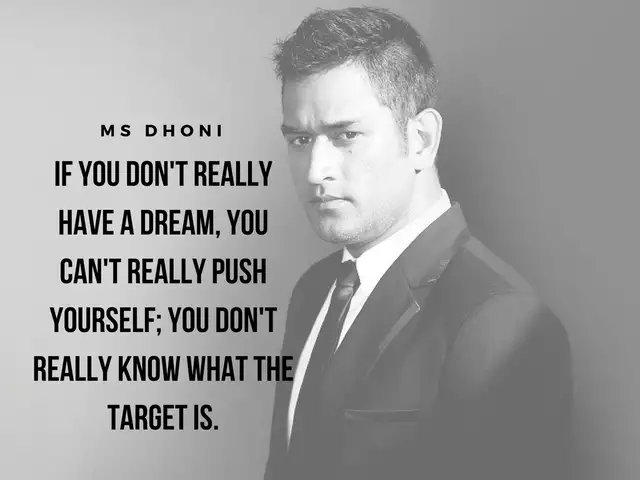 MS DHONI
IF YOU DON'T REALLY
HAVE A DREAM, YOU
CAN'T REALLY PUSH
YOURSELF; YOU DON'T
REALLY KNOW WHAT THE
TARGET IS.